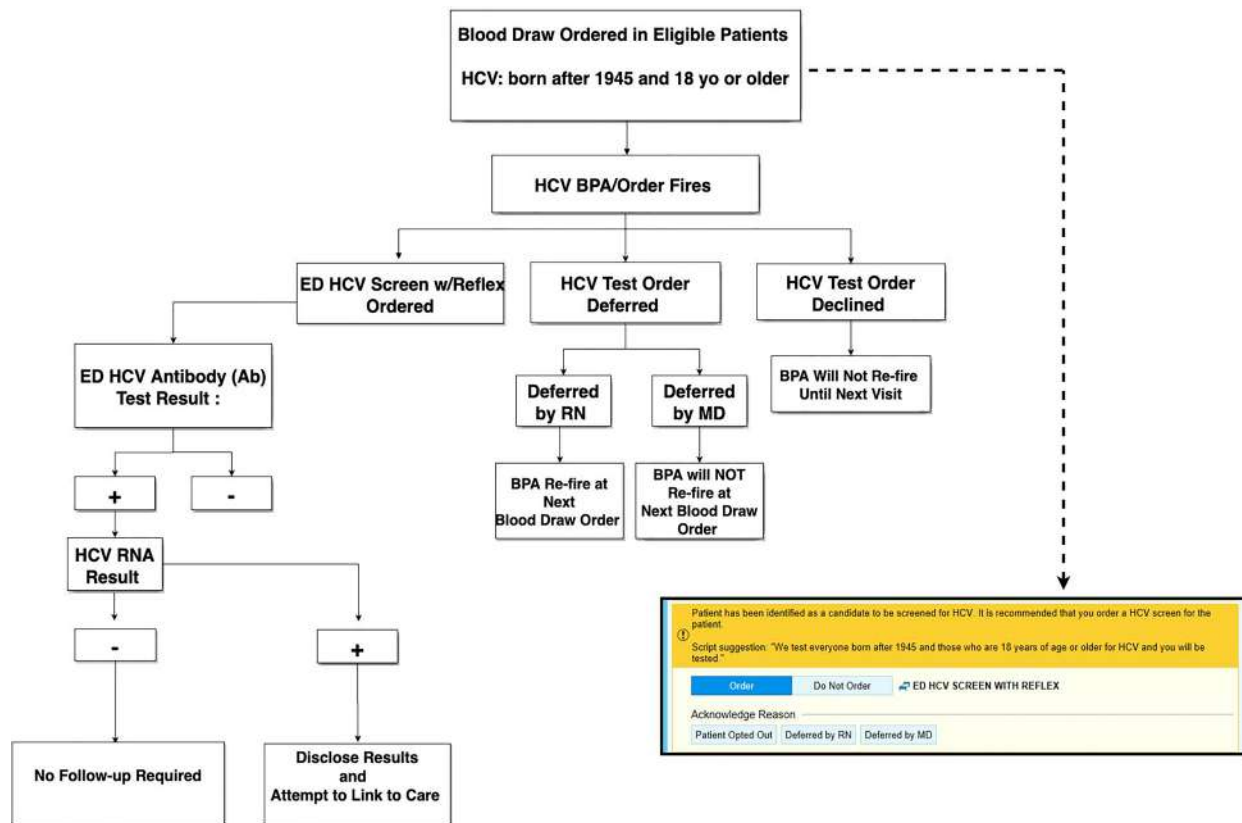 Blood Draw Ordered in Eligible Patients
HCV: born after 1945 and 18 yo or older
HCV BPA/Order Fires
ED HCV Screen w/Reflex
Ordered
HCV Test Order
Deferred
HCV Test Order
Declined
ED HCV Antibody (Ab)
Test Result :
Deferred
by RN
Deferred
by MD
BPA Will Not Re-fire
Until Next Visit
+
-
BPA Re-fire at
Next
Blood Draw Order
BPA will NOT
Re-fire at
Next Blood Draw
Order
HCV RNA
Result
-
+
No Follow-up Required
Disclose Results
and
Attempt to Link to Care
Patient has been identified as a candidate to be screened for HCV. It is recommended that you order a HCV screen for the
patient.
Script suggestion: "We test everyone born after 1945 and those who are 18 years of age or older for HCV and you will be
tested."
Order Do Not Order ED HCV SCREEN WITH REFLEX
Acknowledge Reason
Patient Opted Out Deferred by RN Deferred by MD